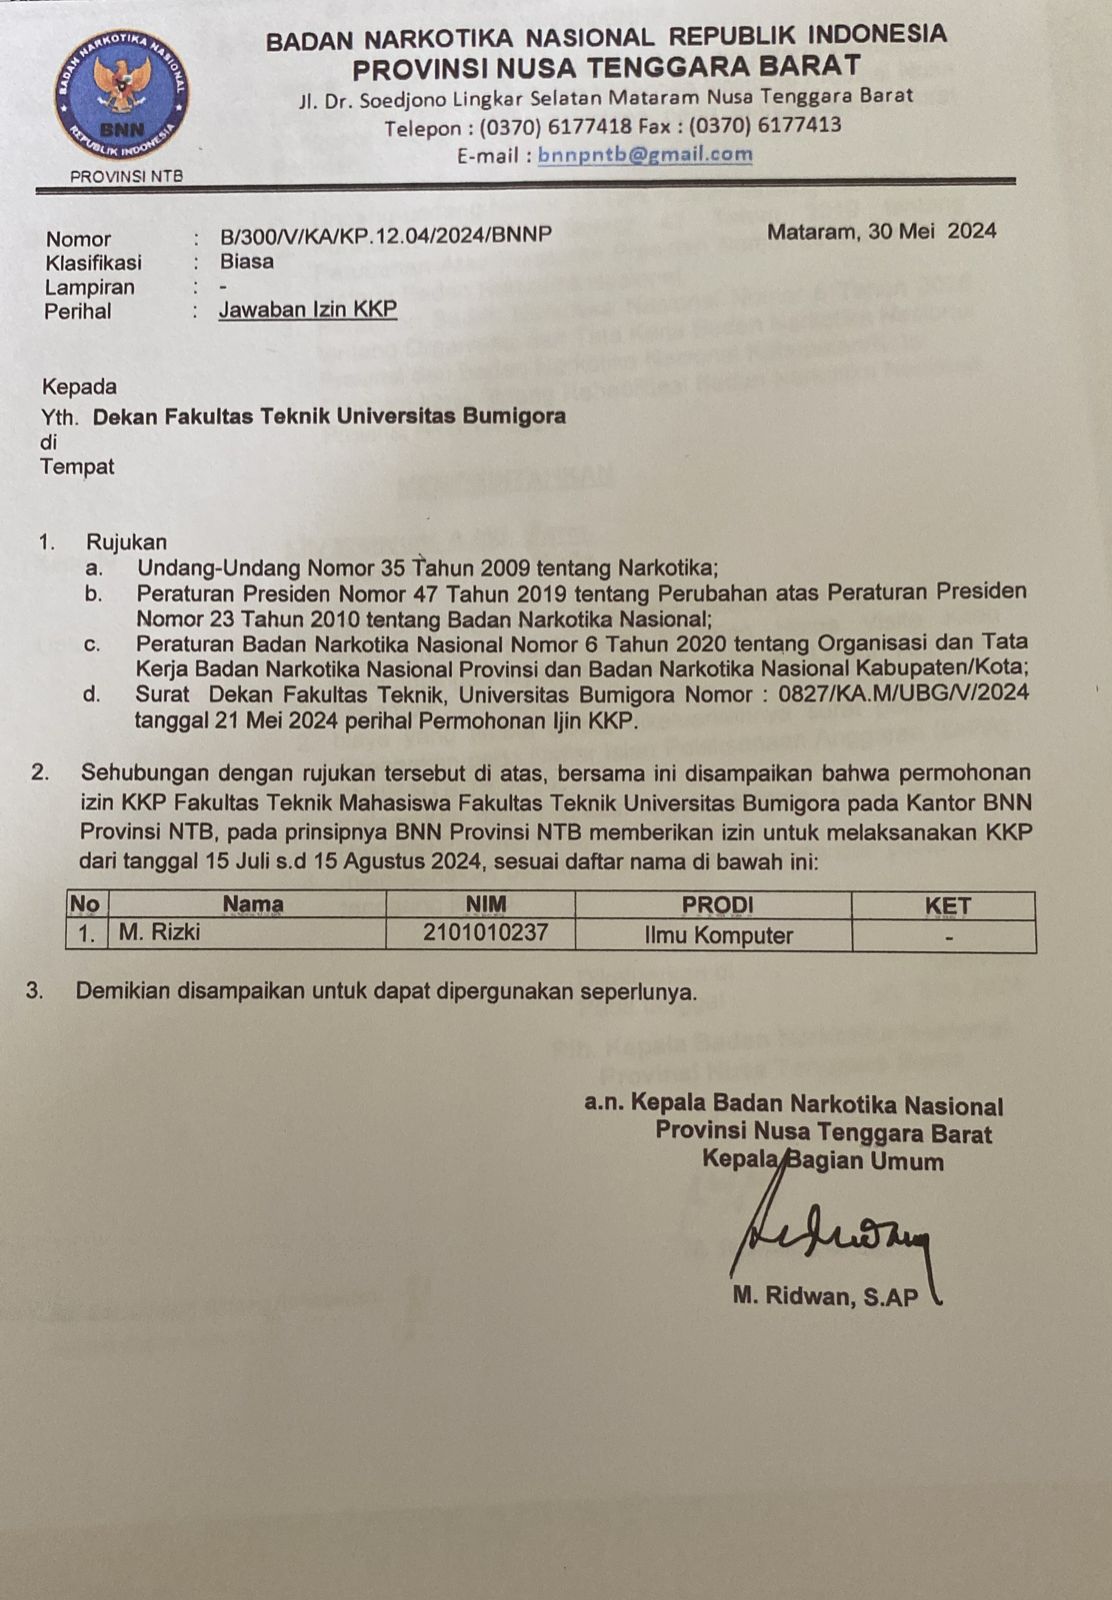 BADAN NARKOTIKA NASIONAL
BNN
REPUBLIK INDONESIA
PROVINSI NTB
BADAN NARKOTIKA NASIONAL REPUBLIK INDONESIA
PROVINSI NUSA TENGGARA BARAT
Jl. Dr. Soedjono Lingkar Selatan Mataram Nusa Tenggara Barat
Telepon : (0370) 6177418 Fax : (0370) 6177413
E-mail : bnnpntb@gmail.com
Nomor : B/300/V/KA/KP.12.04/2024/BNNP Mataram, 30 Mei 2024
Klasifikasi : Biasa
Lampiran : -
Perihal : Jawaban Izin KKP
Kepada
Yth. Dekan Fakultas Teknik Universitas Bumigora
di
Tempat
1. Rujukan
a. Undang-Undang Nomor 35 Tahun 2009 tentang Narkotika;
b. Peraturan Presiden Nomor 47 Tahun 2019 tentang Perubahan atas Peraturan Presiden
Nomor 23 Tahun 2010 tentang Badan Narkotika Nasional;
c. Peraturan Badan Narkotika Nasional Nomor 6 Tahun 2020 tentang Organisasi dan Tata
Kerja Badan Narkotika Nasional Provinsi dan Badan Narkotika Nasional Kabupaten/Kota;
d. Surat Dekan Fakultas Teknik, Universitas Bumigora Nomor : 0827/KA.M/UBG/V/2024
tanggal 21 Mei 2024 perihal Permohonan Ijin KKP.
2. Sehubungan dengan rujukan tersebut di atas, bersama ini disampaikan bahwa permohonan
izin KKP Fakultas Teknik Mahasiswa Fakultas Teknik Universitas Bumigora pada Kantor BNN
Provinsi NTB, pada prinsipnya BNN Provinsi NTB memberikan izin untuk melaksanakan KKP
dari tanggal 15 Juli s.d 15 Agustus 2024, sesuai daftar nama di bawah ini:
No Nama NIM PRODI KET
1. M. Rizki 2101010237 Ilmu Komputer -
3. Demikian disampaikan untuk dapat dipergunakan seperlunya.
a.n. Kepala Badan Narkotika Nasional
Provinsi Nusa Tenggara Barat
Kepala Bagian Umum
M. Ridwan, S.AP